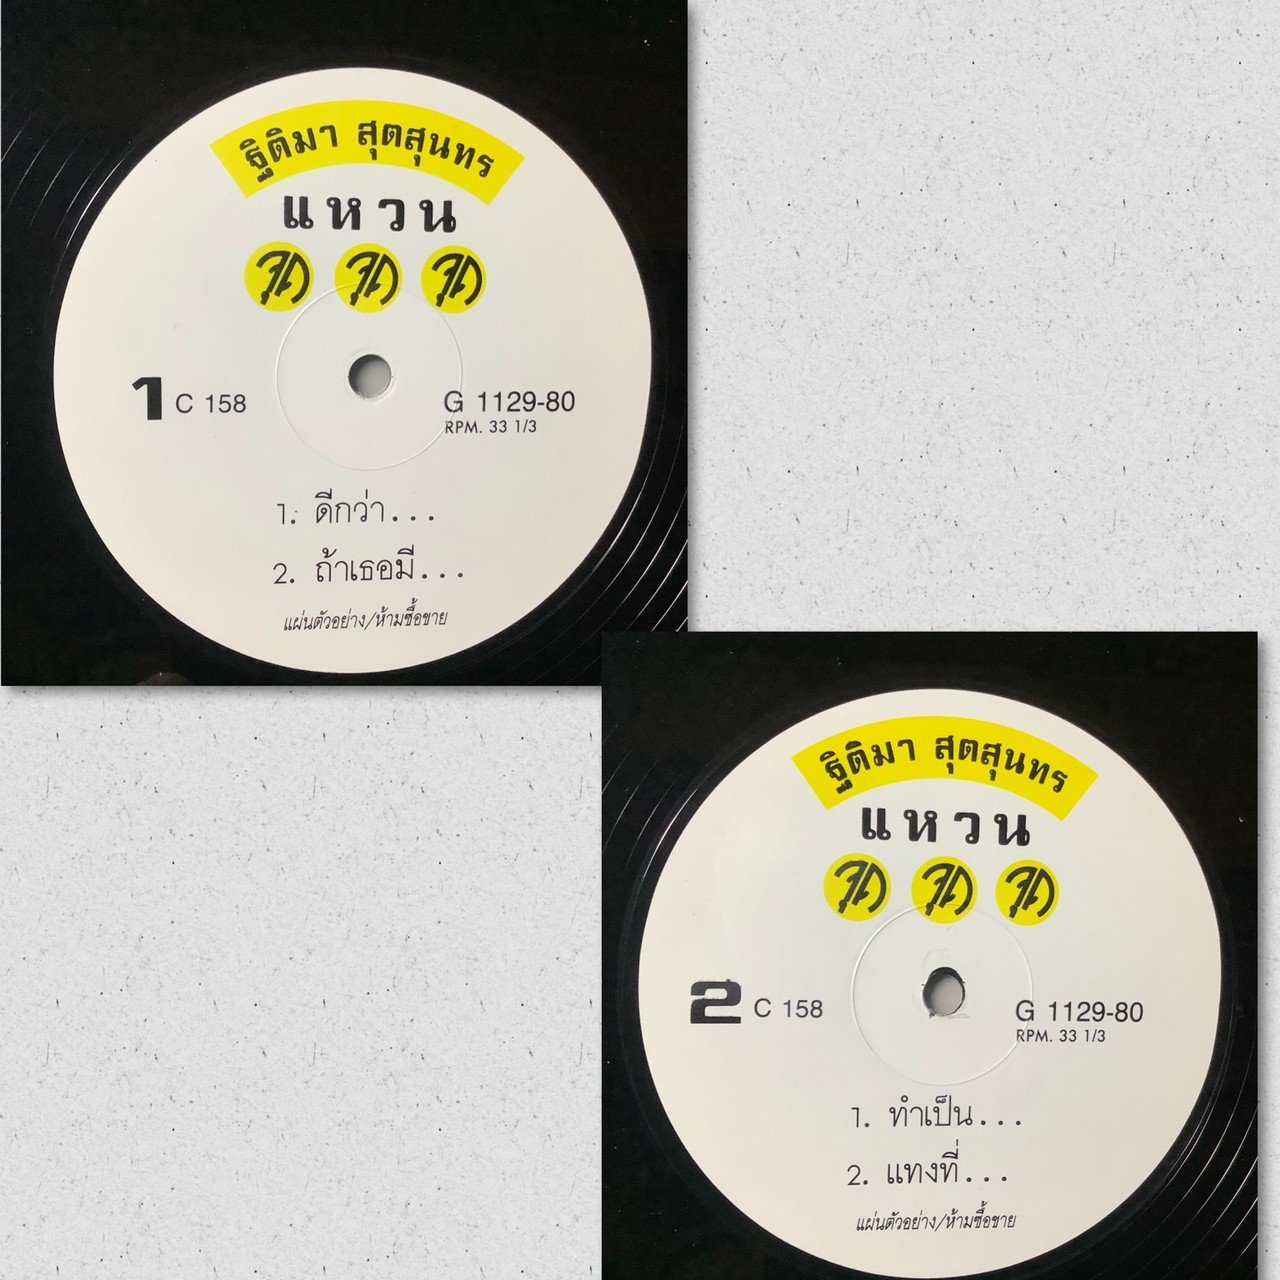 ฐิติมา สุตสุนทร
แหวน
1 C 158
G 1129-80
RPM. 33 1/3
1. ดีกว่า...
2. ถ้าเธอมี...
แผ่นตัวอย่าง/ห้ามซื้อขาย
ฐิติมา สุตสุนทร
แหวน
2 C 158
G 1129-80
RPM. 33 1/3
1. ทำเป็น...
2. แทงที่...
แผ่นตัวอย่าง/ห้ามซื้อขาย